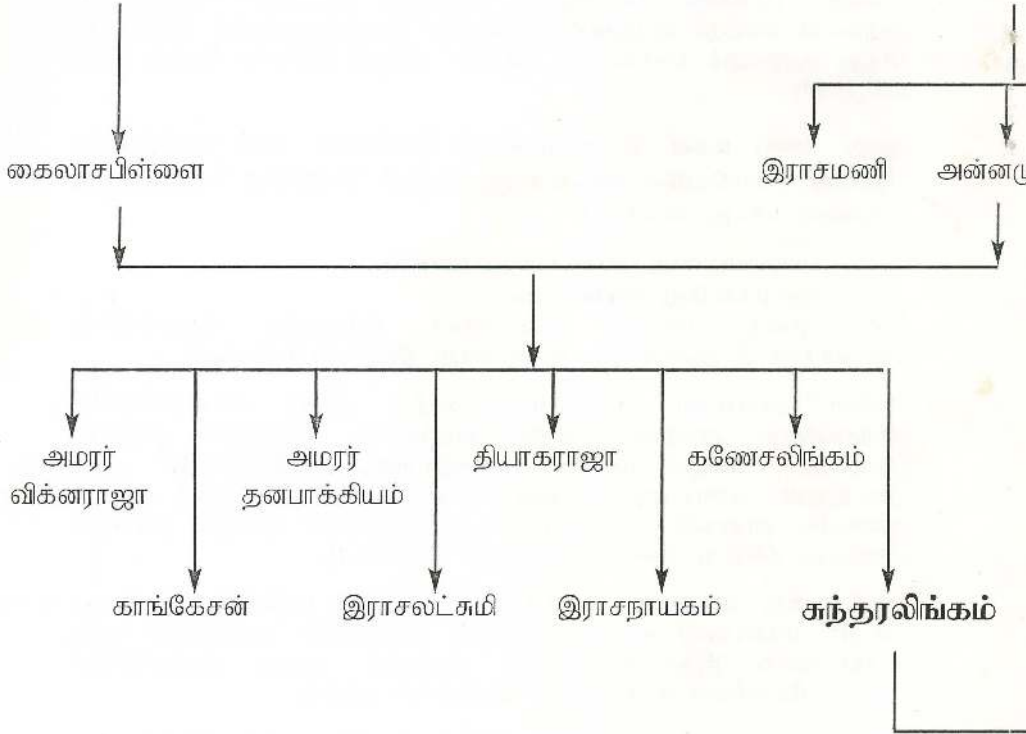 கைலாசபிள்ளை இராசமணி
அமரர் அமரர் தியாகராஜா கணேசலிங்கம்
விக்னராஜா தனபாக்கியம்
காங்கேசன் இராசலட்சுமி இராசநாயகம் சுந்தரலிங்கம்